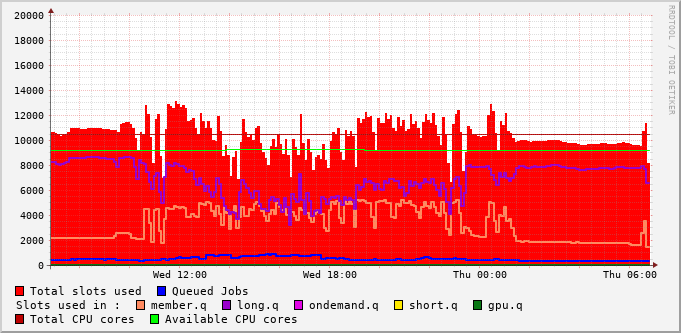 20000
18000
16000
14000
12000
10000
8000
6000
4000
2000
0
Wed 12:00 Wed 18:00 Thu 00:00 Thu 06:00
Total slots used Queued Jobs
Slots used in : member.q long.q ondemand.q short.q gpu.q
Total CPU cores Available CPU cores
RRDTOOL / TOBI OETIKER